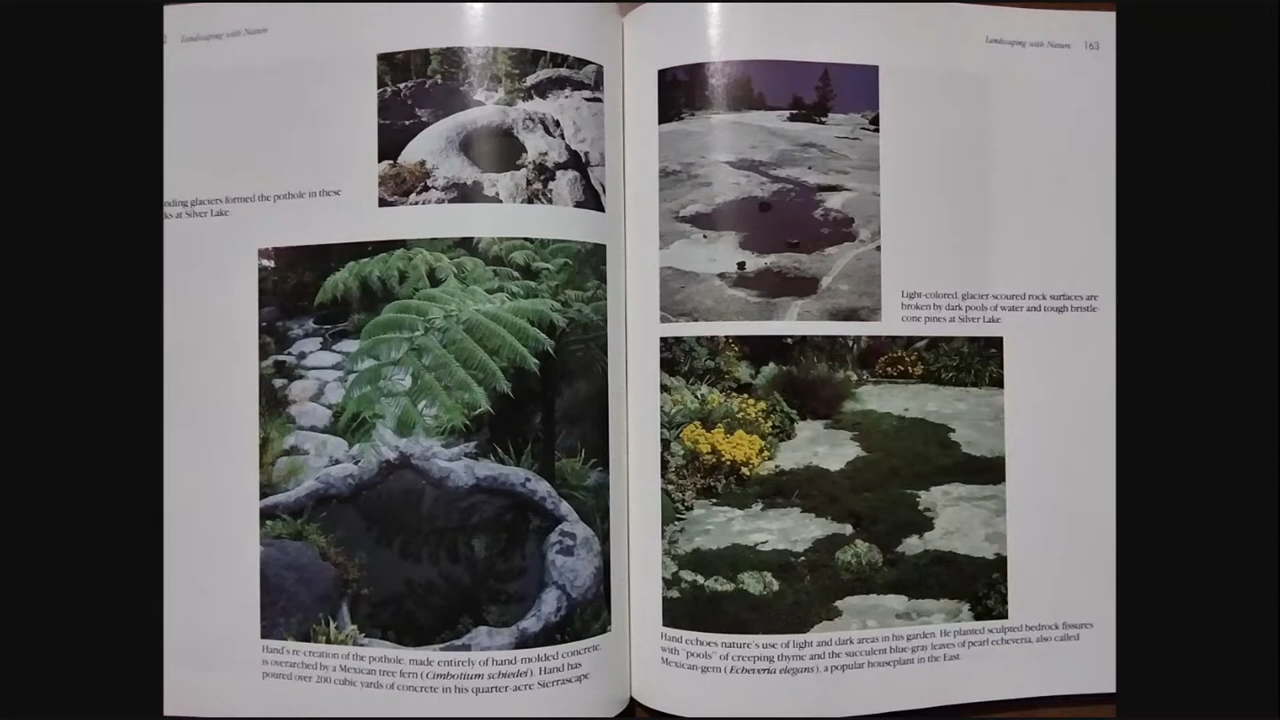 2 Landscaping with Nature
nding glaciers formed the pothole in these
ks at Silver Lake.
Hand's re-creation of the pothole, made entirely of hand-molded concrete,
is overarched by a Mexican tree fern (Cimbotium schiedei). Hand has
poured over 200 cubic yards of concrete in his quarter-acre Sierrascape.
Landscaping with Nature 163
Light-colored, glacier-scoured rock surfaces are
broken by dark pools of water and tough bristle-
cone pines at Silver Lake.
Hand echoes nature's use of light and dark areas in his garden. He planted sculpted bedrock fissures
with "pools" of creeping thyme and the succulent blue-gray leaves of pearl echeveria, also called
Mexican-gem (Echeveria elegans), a popular houseplant in the East.